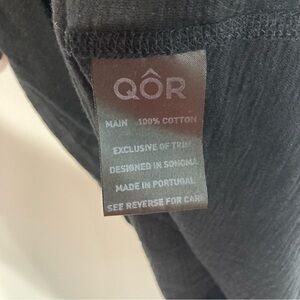 QÔR
MAIN 100% COTTON
EXCLUSIVE OF TRIM
DESIGNED IN SONOMA
MADE IN PORTUGAL
SEE REVERSE FOR CARE